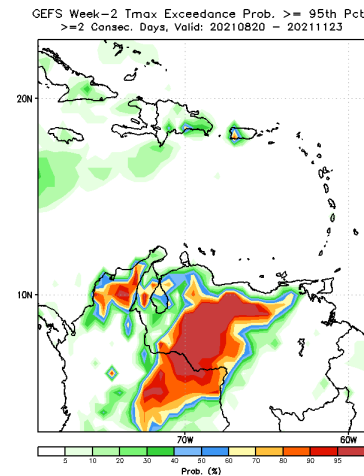 GEFS Week-2 Tmax Exceedance Prob. >= 95th Pct
>=2 Consec. Days, Valid: 20210820 - 20211123
20N
10N
70W
60W
5 10 20 30 40 50 60 70 80 90 95
Prob. (%)